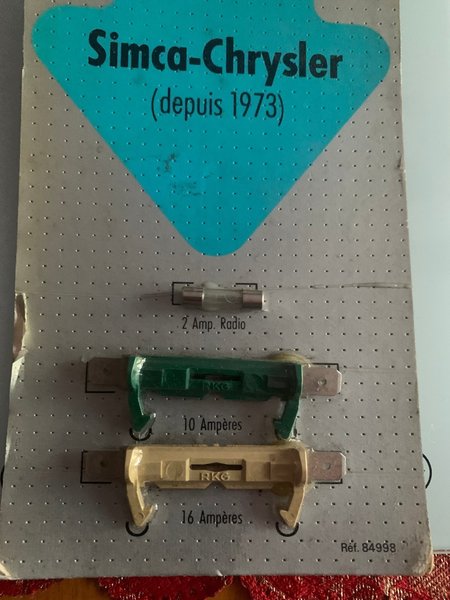 Simca-Chrysler
(depuis 1973)
2 Amp. Radio
RKG
10 Ampères
RKG
16 Ampères
Réf. 84998